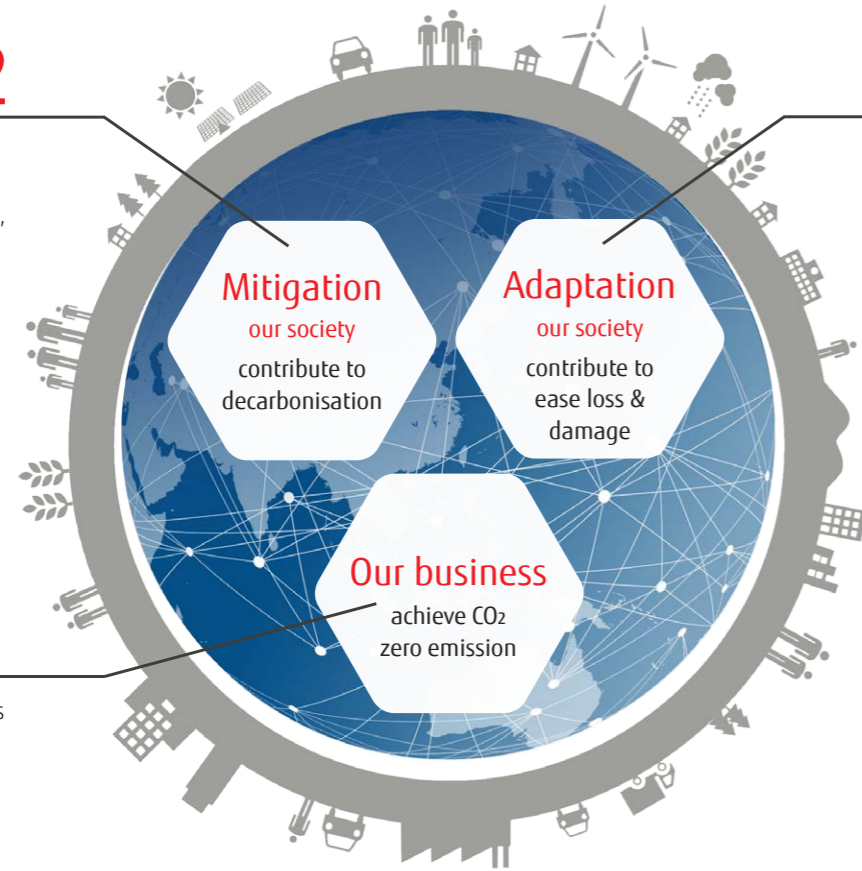 2
,
Mitigation
our society
contribute to
decarbonisation
Adaptation
our society
contribute to
ease loss &
damage
Our business
achieve CO₂
zero emission
s